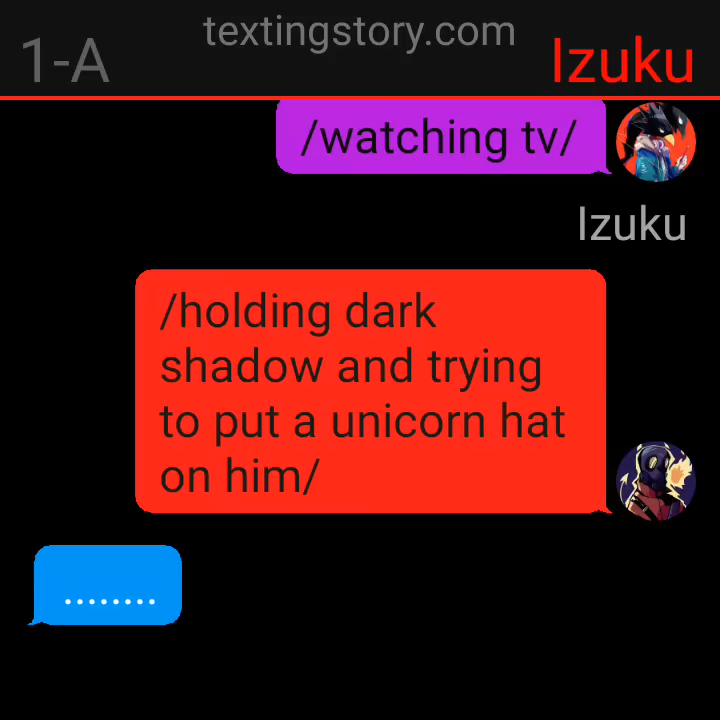 textingstory.com
1-A
Izuku
/watching tv/
Izuku
/holding dark
shadow and trying
to put a unicorn hat
on him/
........